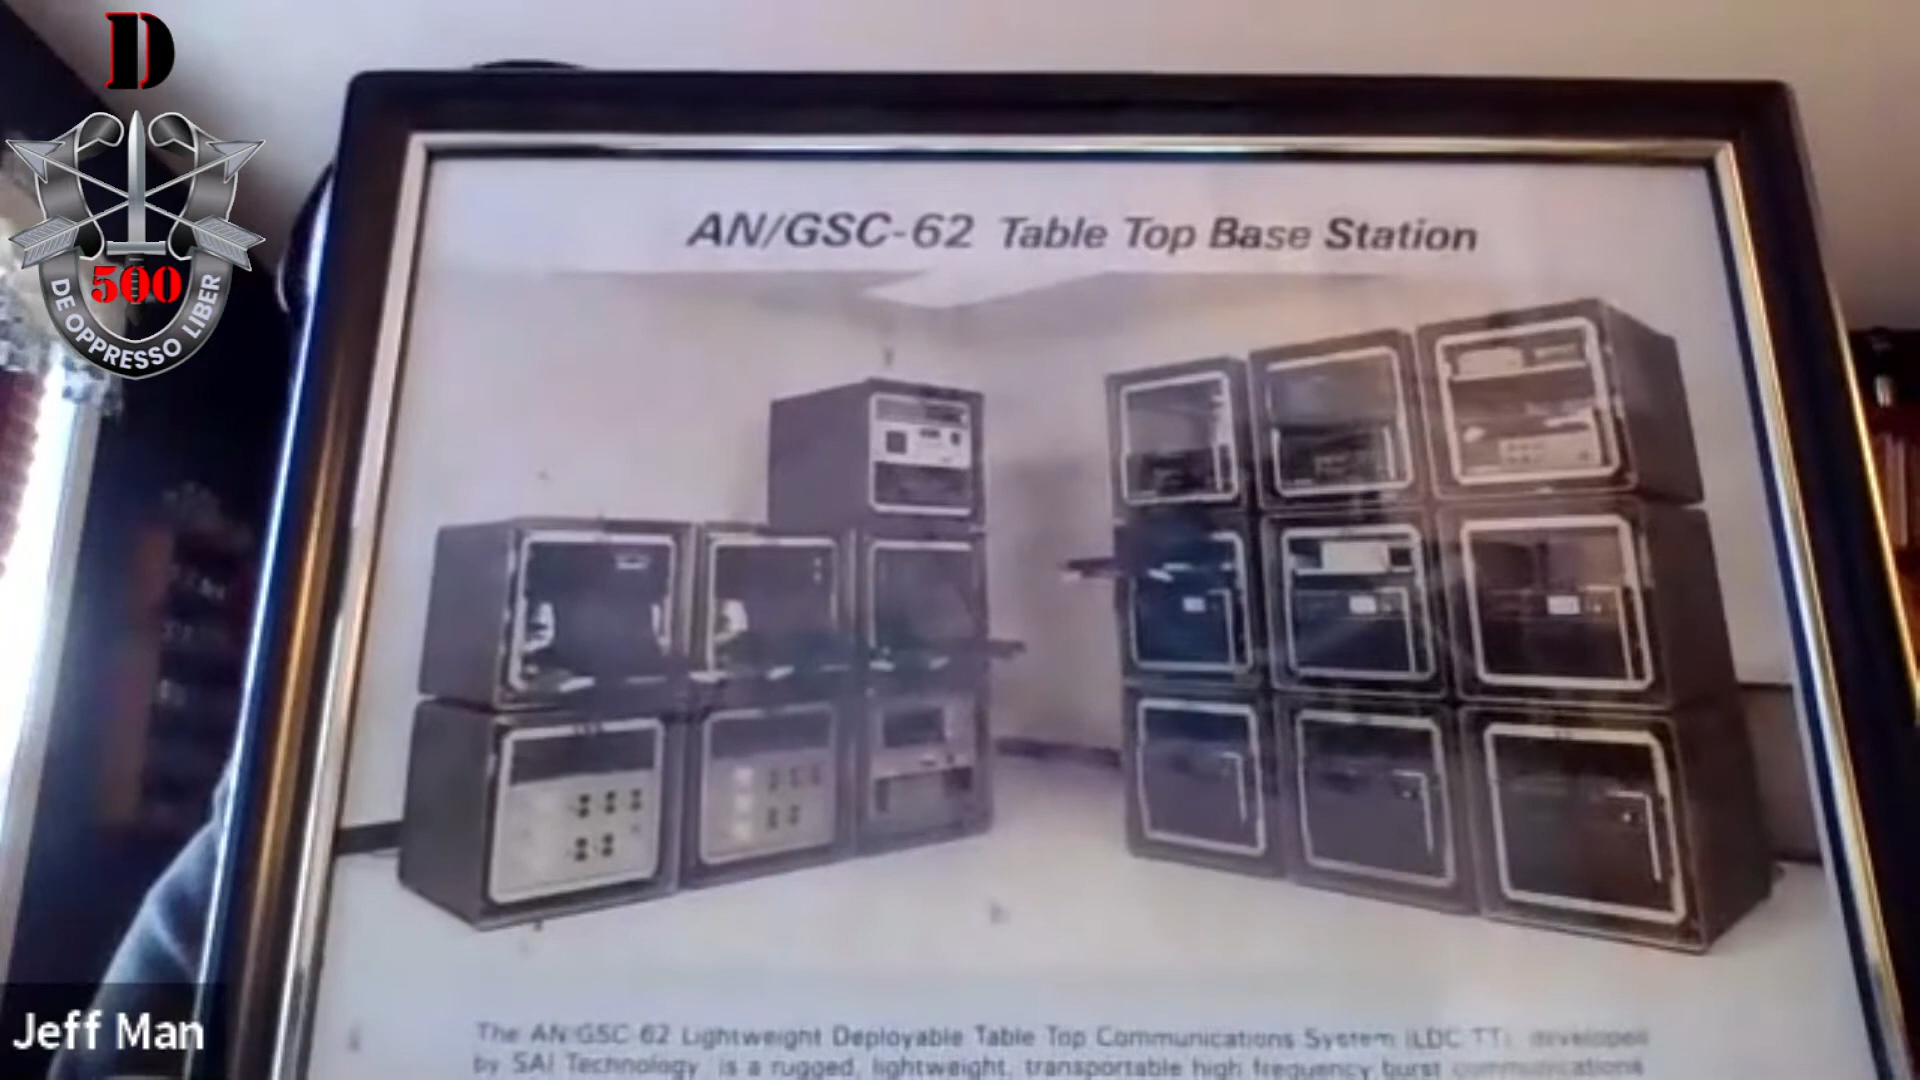 D
500
DE OPPRESSO LIBER
AN/GSC-62 Table Top Base Station
The AN/GSC-62 Lightweight Deployable Table Top Communications System (LDC-TT), developed
by SAI Technology is a rugged, lightweight, transportable high frequency burst communications
Jeff Man